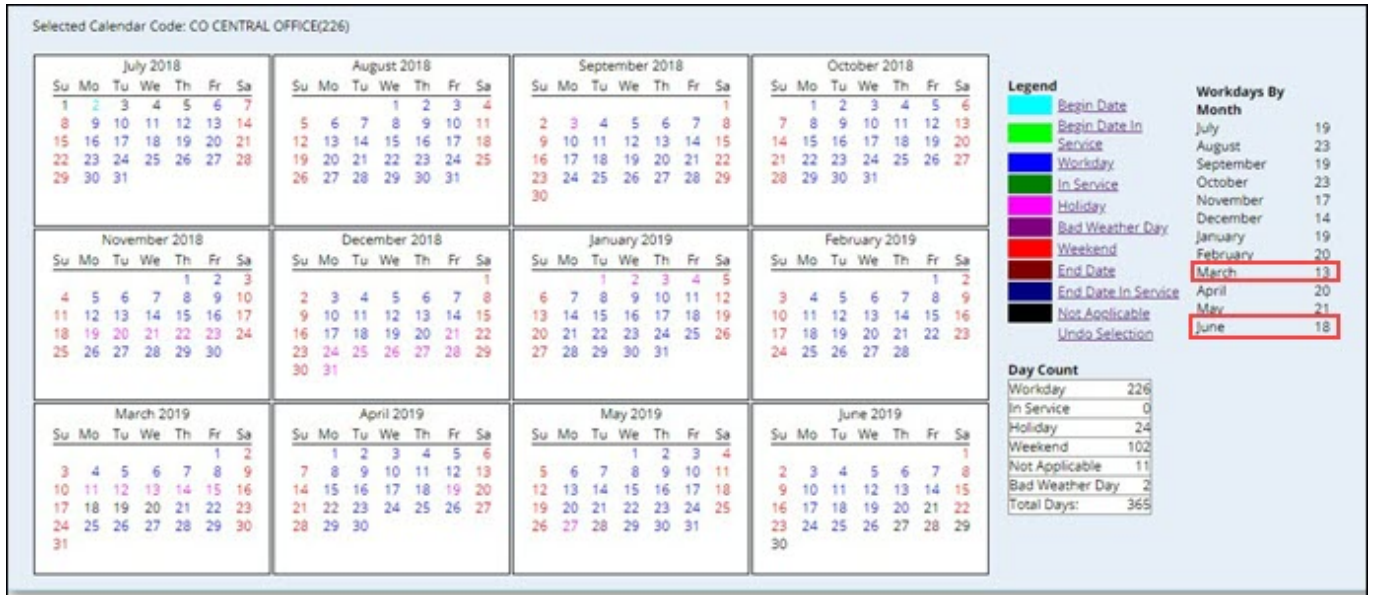 Selected Calendar Code: CO CENTRAL OFFICE(226)
July 2018
Su Mo Tu We Th Fr Sa
1 2 3 4 5 6 7
8 9 10 11 12 13 14
15 16 17 18 19 20 21
22 23 24 25 26 27 28
29 30 31
August 2018
Su Mo Tu We Th Fr Sa
1 2 3 4
5 6 7 8 9 10 11
12 13 14 15 16 17 18
19 20 21 22 23 24 25
26 27 28 29 30 31
September 2018
Su Mo Tu We Th Fr Sa
1
2 3 4 5 6 7 8
9 10 11 12 13 14 15
16 17 18 19 20 21 22
23 24 25 26 27 28 29
30
October 2018
Su Mo Tu We Th Fr Sa
1 2 3 4 5 6
7 8 9 10 11 12 13
14 15 16 17 18 19 20
21 22 23 24 25 26 27
28 29 30 31
November 2018
Su Mo Tu We Th Fr Sa
1 2 3
4 5 6 7 8 9 10
11 12 13 14 15 16 17
18 19 20 21 22 23 24
25 26 27 28 29 30
December 2018
Su Mo Tu We Th Fr Sa
1
2 3 4 5 6 7 8
9 10 11 12 13 14 15
16 17 18 19 20 21 22
23 24 25 26 27 28 29
30 31
January 2019
Su Mo Tu We Th Fr Sa
1 2 3 4 5
6 7 8 9 10 11 12
13 14 15 16 17 18 19
20 21 22 23 24 25 26
27 28 29 30 31
February 2019
Su Mo Tu We Th Fr Sa
1 2
3 4 5 6 7 8 9
10 11 12 13 14 15 16
17 18 19 20 21 22 23
24 25 26 27 28
March 2019
Su Mo Tu We Th Fr Sa
1 2
3 4 5 6 7 8 9
10 11 12 13 14 15 16
17 18 19 20 21 22 23
24 25 26 27 28 29 30
31
April 2019
Su Mo Tu We Th Fr Sa
1 2 3 4 5 6
7 8 9 10 11 12 13
14 15 16 17 18 19 20
21 22 23 24 25 26 27
28 29 30
May 2019
Su Mo Tu We Th Fr Sa
1 2 3 4
5 6 7 8 9 10 11
12 13 14 15 16 17 18
19 20 21 22 23 24 25
26 27 28 29 30 31
June 2019
Su Mo Tu We Th Fr Sa
1
2 3 4 5 6 7 8
9 10 11 12 13 14 15
16 17 18 19 20 21 22
23 24 25 26 27 28 29
30
Legend
Begin Date
Begin Date In
Service
Workday
In Service
Holiday
Bad Weather Day
Weekend
End Date
End Date In Service
Not Applicable
Undo Selection
Workdays By
Month
July 19
August 23
September 19
October 23
November 17
December 14
January 19
February 20
March 13
April 20
May 21
June 18
Day Count
Workday 226
In Service 0
Holiday 24
Weekend 102
Not Applicable 11
Bad Weather Day 2
Total Days: 365